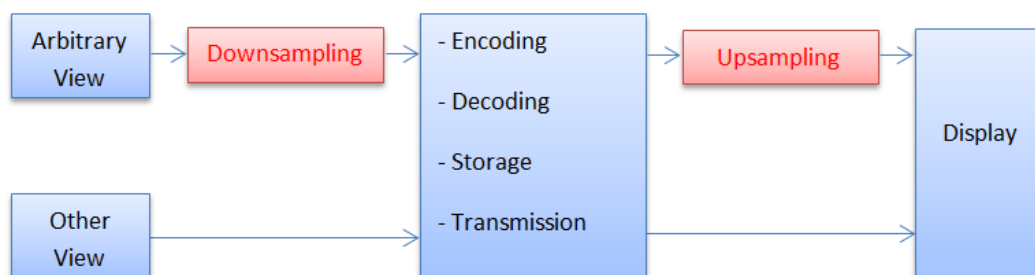 Arbitrary
View
Downsampling
- Encoding
- Decoding
- Storage
- Transmission
Upsampling
Display
Other
View